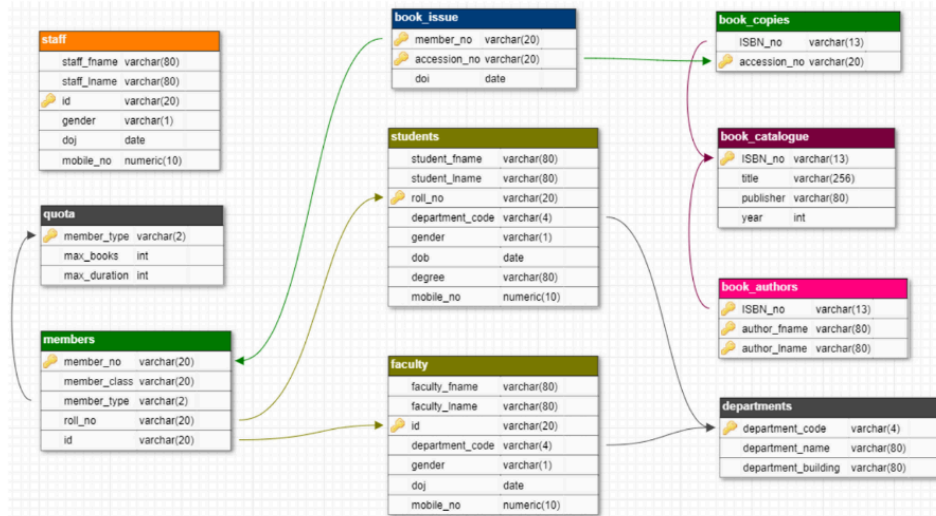 staff
staff_fname varchar(80)
staff_lname varchar(80)
id varchar(20)
gender varchar(1)
doj date
mobile_no numeric(10)
quota
member_type varchar(2)
max_books int
max_duration int
members
member_no varchar(20)
member_class varchar(20)
member_type varchar(2)
roll_no varchar(20)
id varchar(20)
book_issue
member_no varchar(20)
accession_no varchar(20)
doi date
students
student_fname varchar(80)
student_lname varchar(80)
roll_no varchar(20)
department_code varchar(4)
gender varchar(1)
dob date
degree varchar(80)
mobile_no numeric(10)
faculty
faculty_fname varchar(80)
faculty_lname varchar(80)
id varchar(20)
department_code varchar(4)
gender varchar(1)
doj date
mobile_no numeric(10)
book_copies
ISBN_no varchar(13)
accession_no varchar(20)
book_catalogue
ISBN_no varchar(13)
title varchar(256)
publisher varchar(80)
year int
book_authors
ISBN_no varchar(13)
author_fname varchar(80)
author_lname varchar(80)
departments
department_code varchar(4)
department_name varchar(80)
department_building varchar(80)